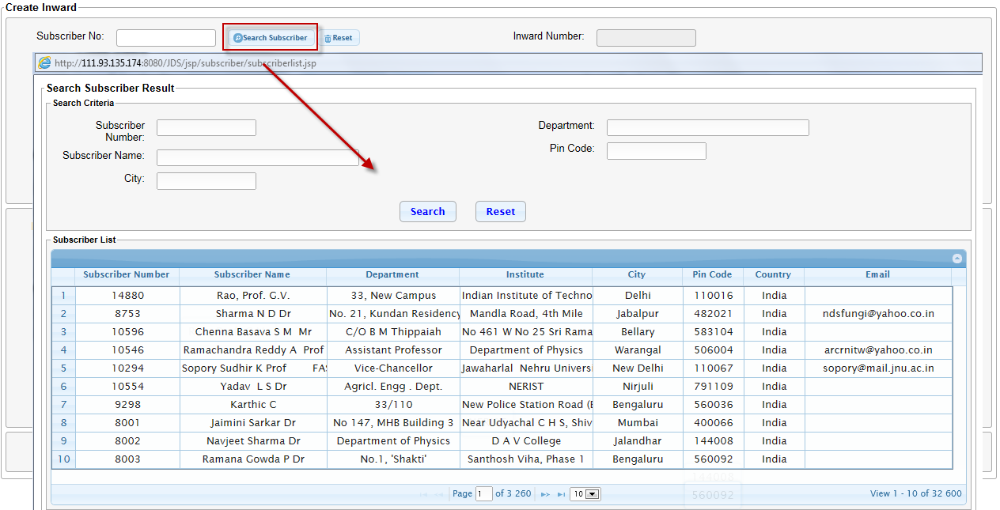 Create Inward
Subscriber No: Search Subscriber Reset Inward Number:
http://111.93.135.174:8080/JDS/jsp/subscriber/subscriberlist.jsp
Search Subscriber Result
Search Criteria
Subscriber Number: Department:
Subscriber Name: Pin Code:
City:
Search Reset
Subscriber List
Subscriber Number Subscriber Name Department Institute City Pin Code Country Email
1 14880 Rao, Prof. G.V. 33, New Campus Indian Institute of Techno Delhi 110016 India
2 8753 Sharma N D Dr No. 21, Kundan Residency Mandla Road, 4th Mile Jabalpur 482021 India ndsfungi@yahoo.co.in
3 10596 Chenna Basava S M Mr C/O B M Thippaiah No 461 W No 25 Sri Rama Bellary 583104 India
4 10546 Ramachandra Reddy A Prof Assistant Professor Department of Physics Warangal 506004 India arcrnitw@yahoo.co.in
5 10294 Sopory Sudhir K Prof FAS Vice-Chancellor Jawaharlal Nehru Universi New Delhi 110067 India sopory@mail.jnu.ac.in
6 10554 Yadav L S Dr Agricl. Engg . Dept. NERIST Nirjuli 791109 India
7 9298 Karthic C 33/110 New Police Station Road (E Bengaluru 560036 India
8 8001 Jaimini Sarkar Dr No 147, MHB Building 3 Near Udyachal C H S, Shiv Mumbai 400066 India
9 8002 Navjeet Sharma Dr Department of Physics D A V College Jalandhar 144008 India
10 8003 Ramana Gowda P Dr No.1, 'Shakti' Santhosh Viha, Phase 1 Bengaluru 560092 India
144008
560092
Page 1 of 3 260 10 View 1 - 10 of 32 600